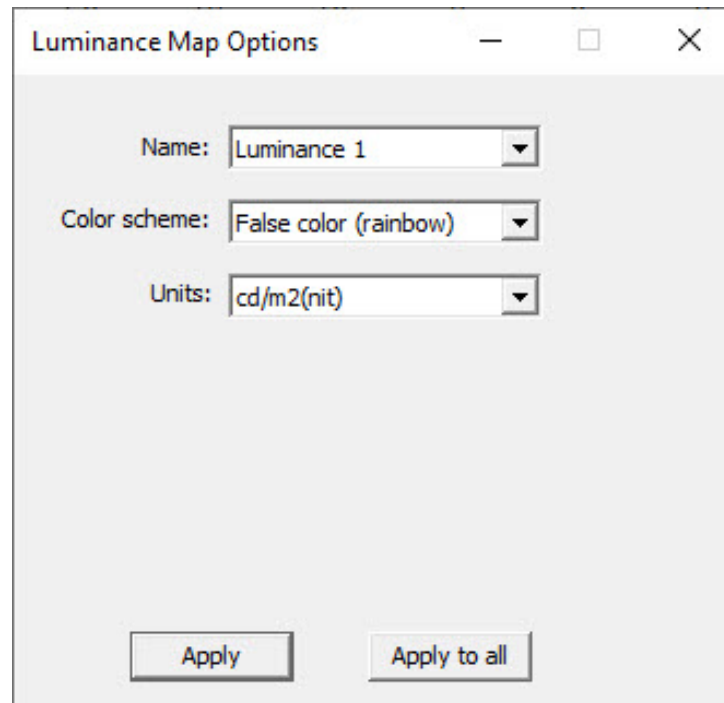 Luminance Map Options
Name: Luminance 1
Color scheme: False color (rainbow)
Units: cd/m2(nit)
Apply Apply to all